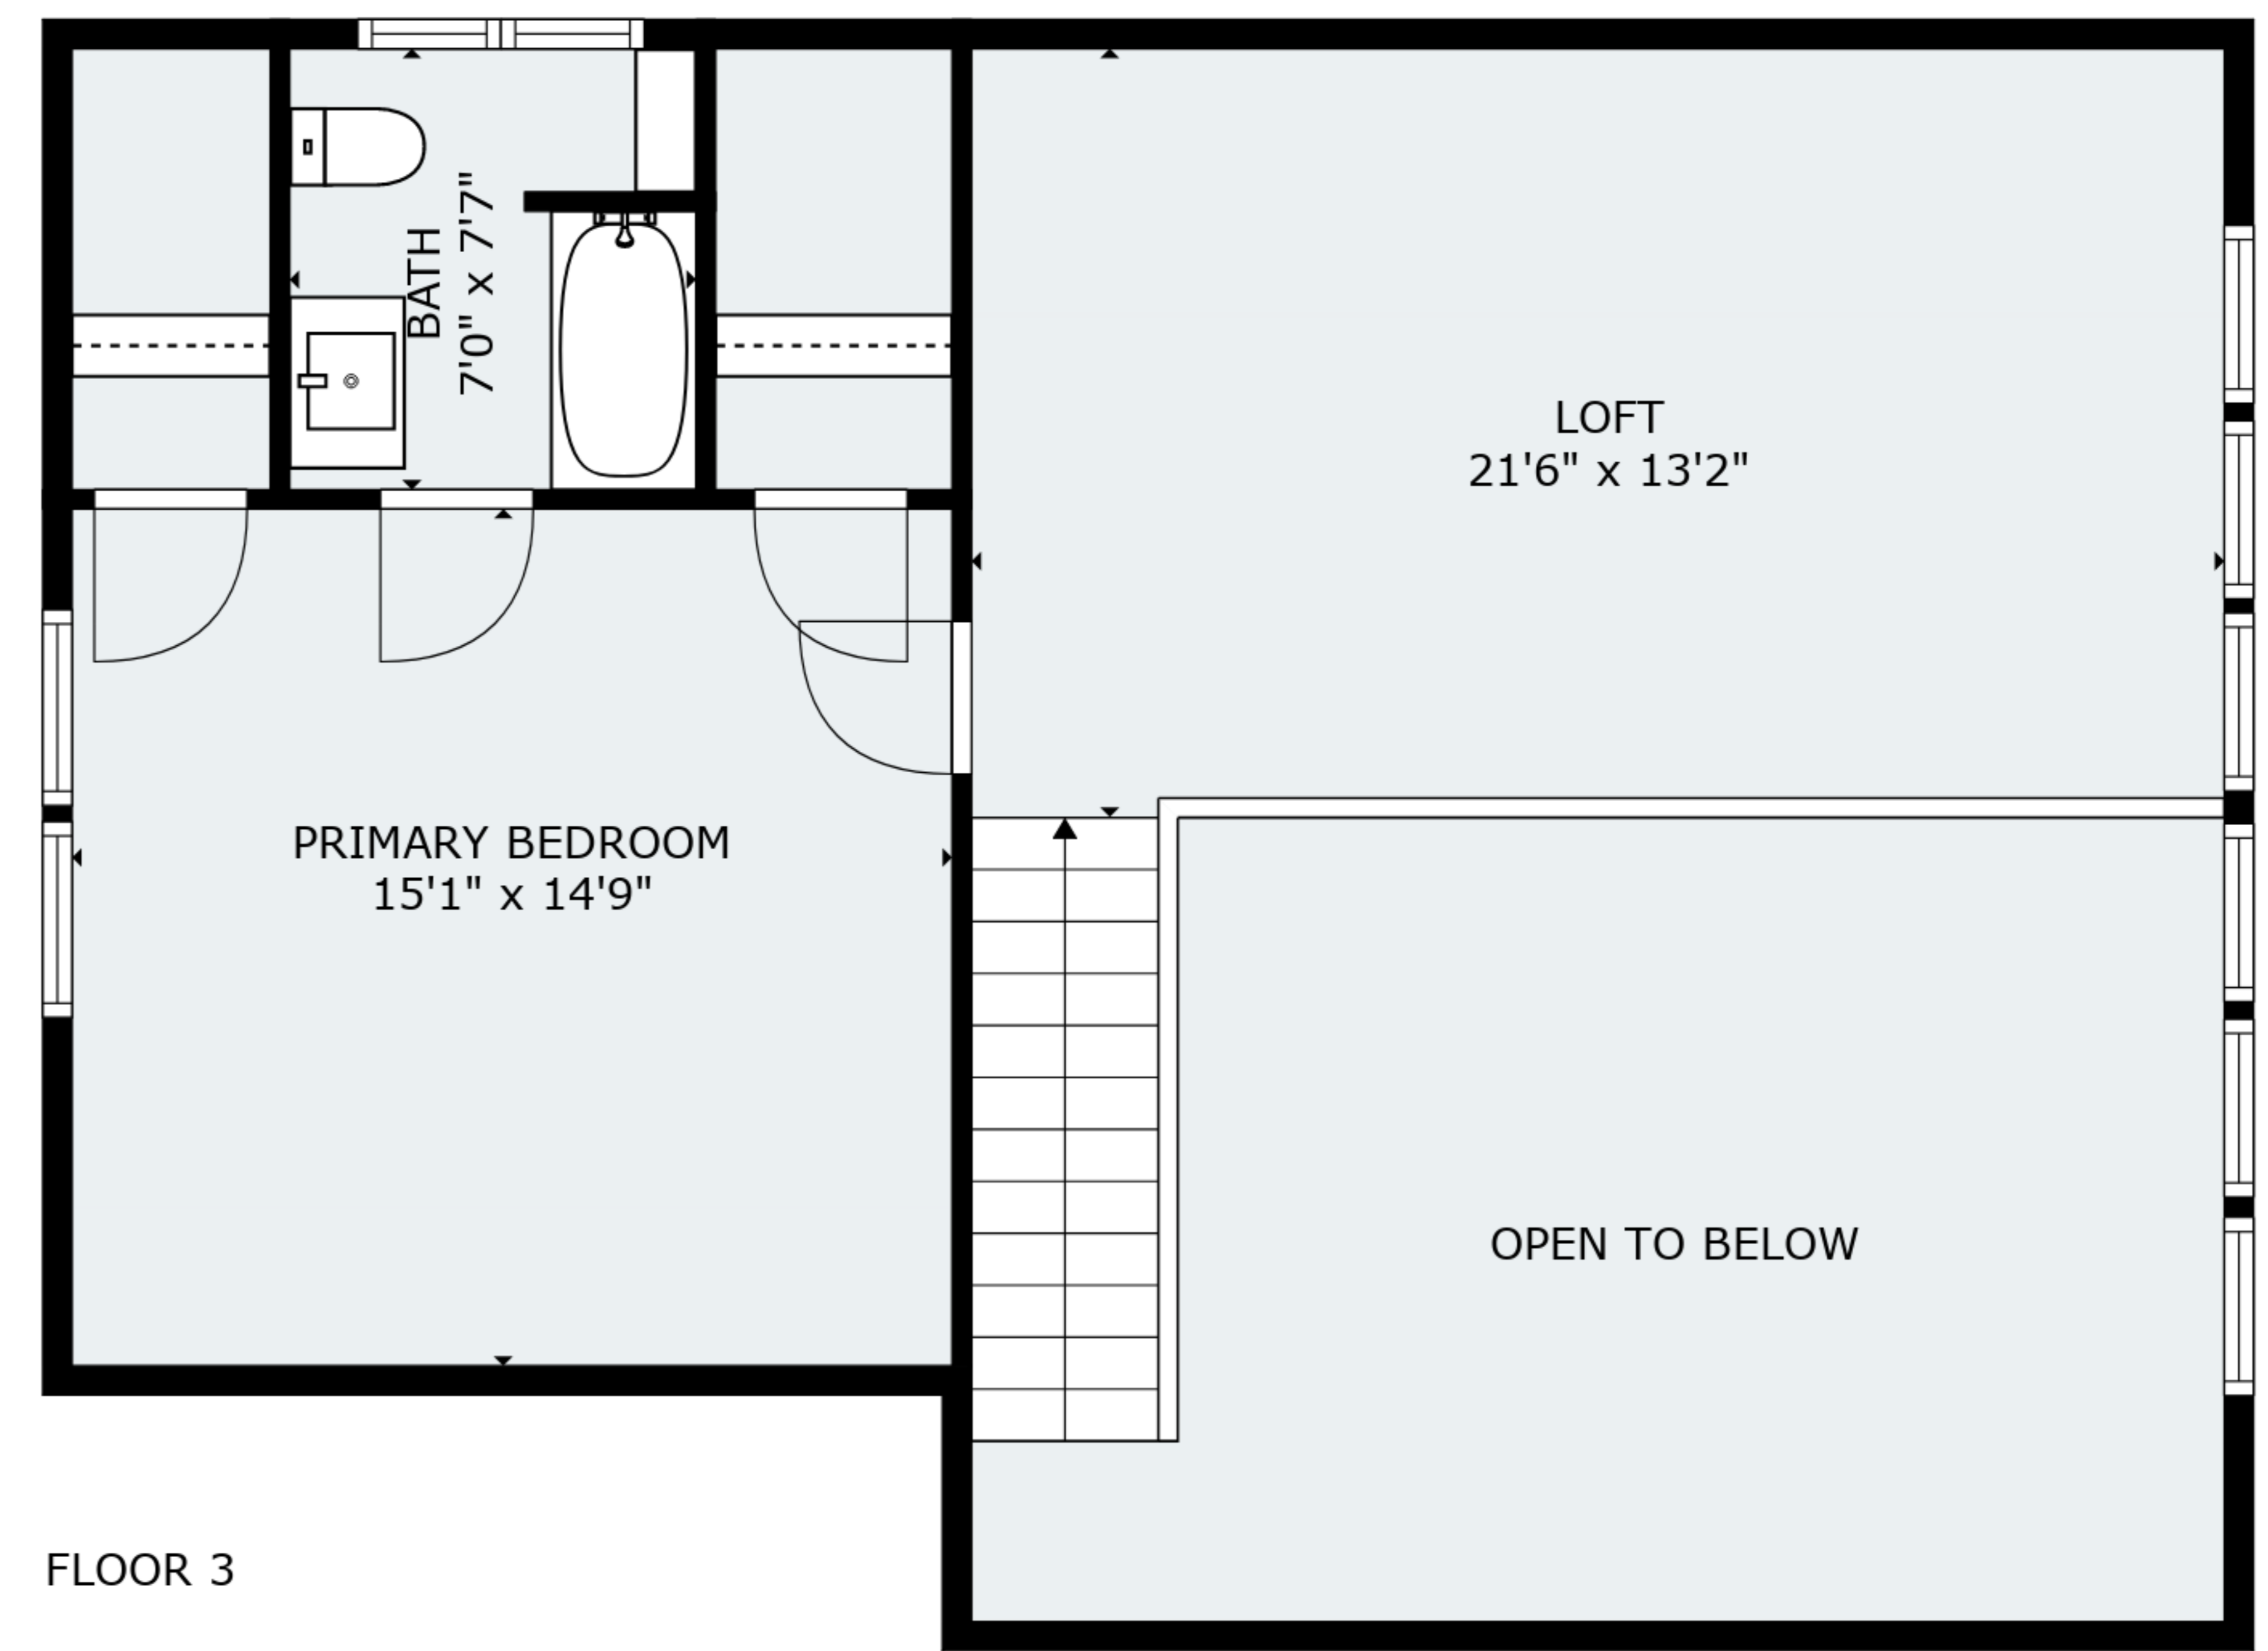 BATH
7'0" x 7'7"
LOFT
21'6" x 13'2"
PRIMARY BEDROOM
15'1" x 14'9"
OPEN TO BELOW
FLOOR 3